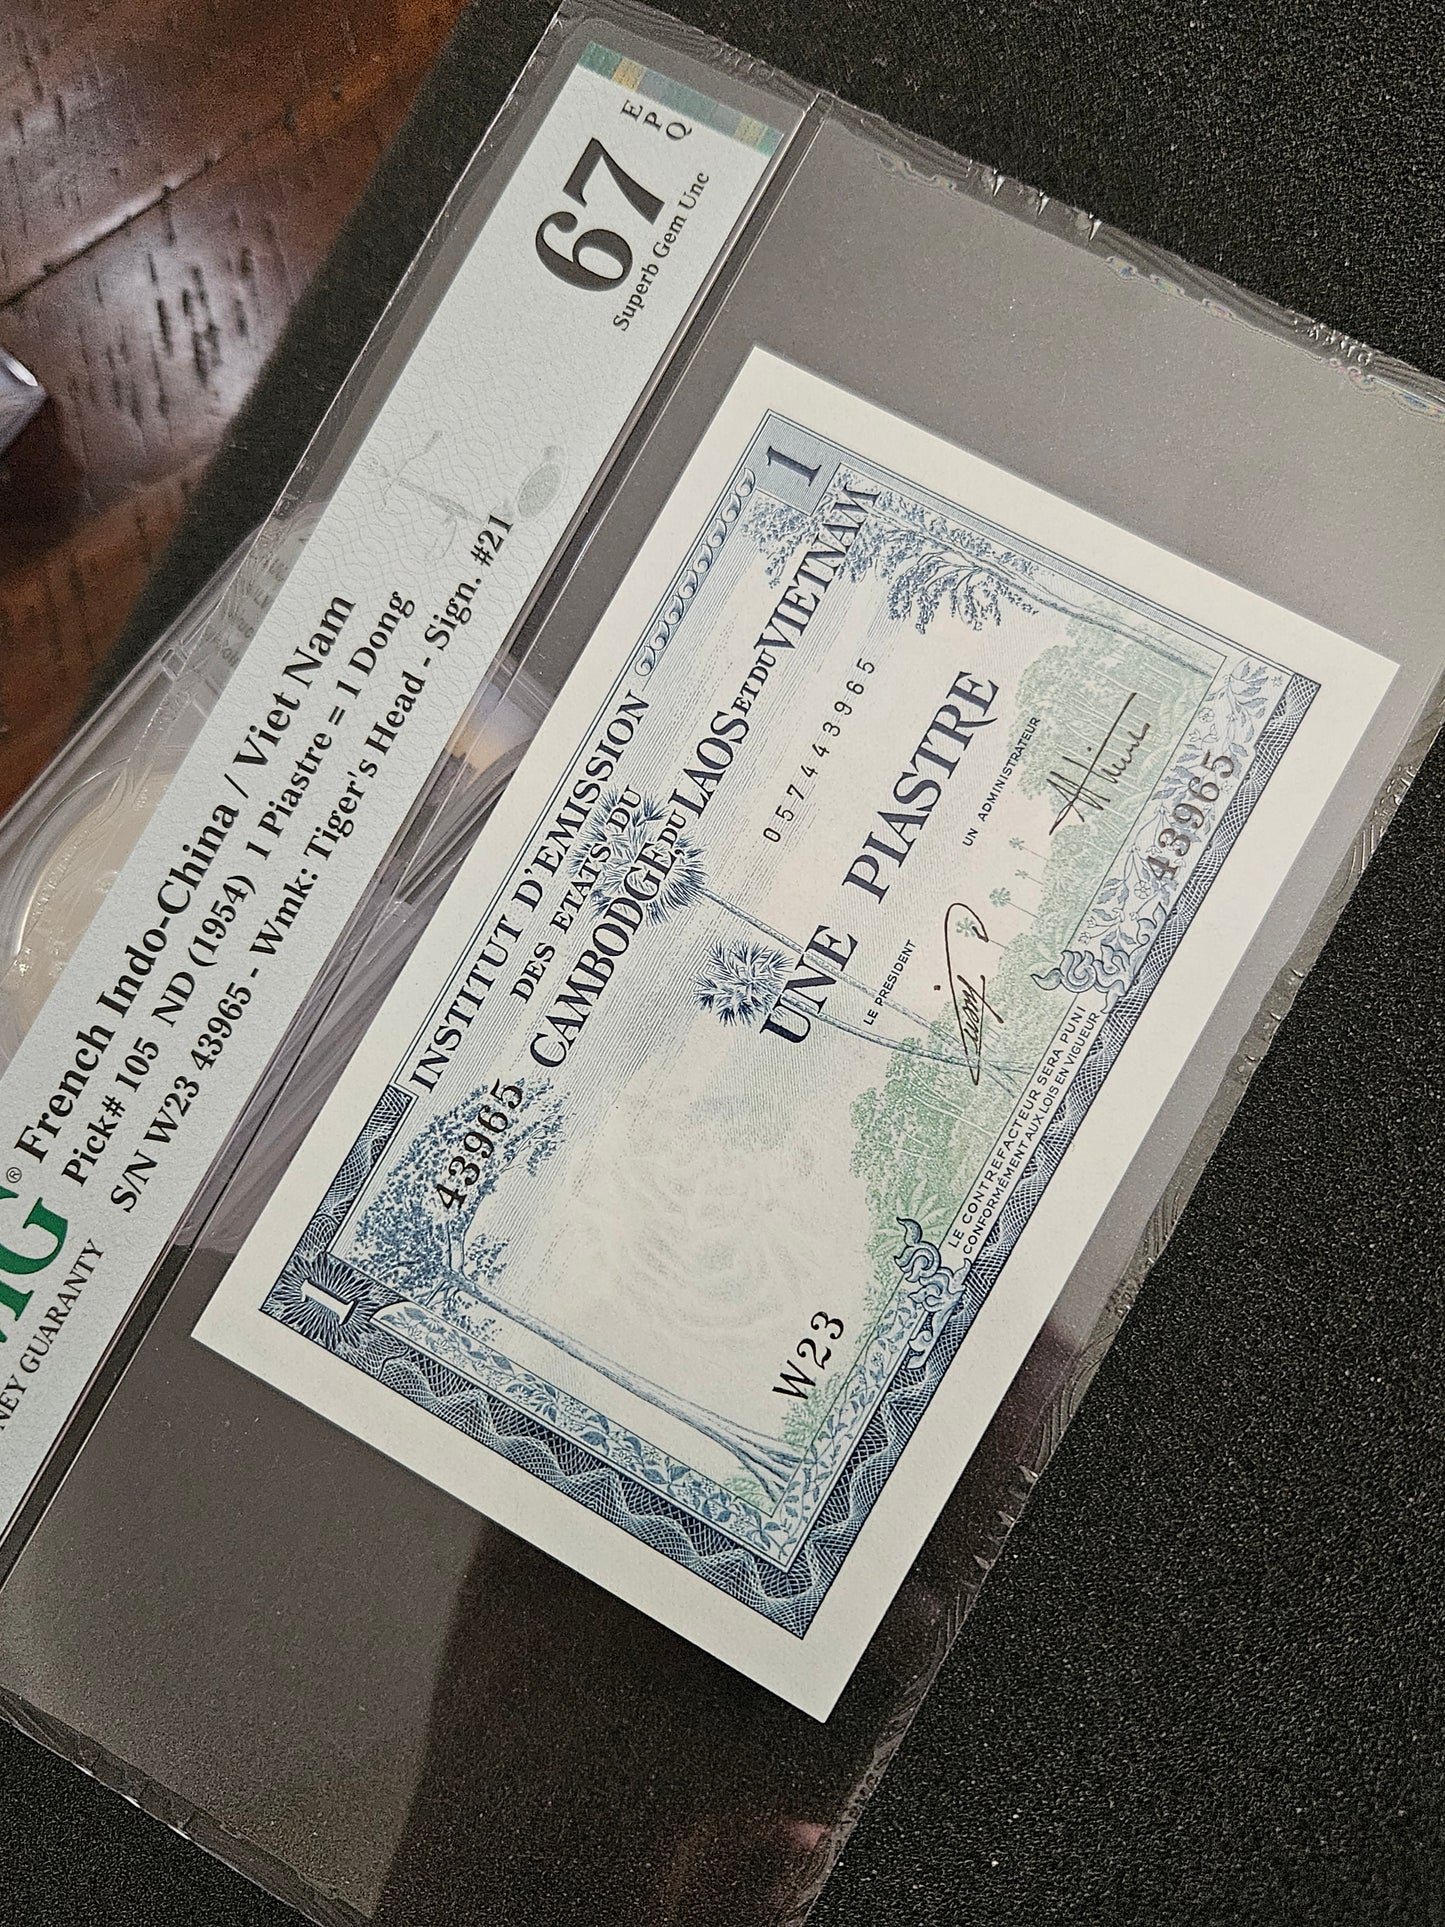 French Indo-China / Viet Nam
Pick# 105 ND (1954) 1 Piastre = 1 Dong
S/N W23 43965 - Wmk: Tiger's Head - Sign. #21
67
EPQ
Superb Gem Unc
GUARANTY
1
1
INSTITUT D'EMISSION
DES ETATS DU
CAMBODGE, DU LAOS ET DU VIETNAM
43965
057443965
UNE PIASTRE
LE PRESIDENT
UN ADMINISTRATEUR
W23
43965
LE CONTREFACTEUR SERA PUNI
CONFORMÉMENT AUX LOIS EN VIGUEUR